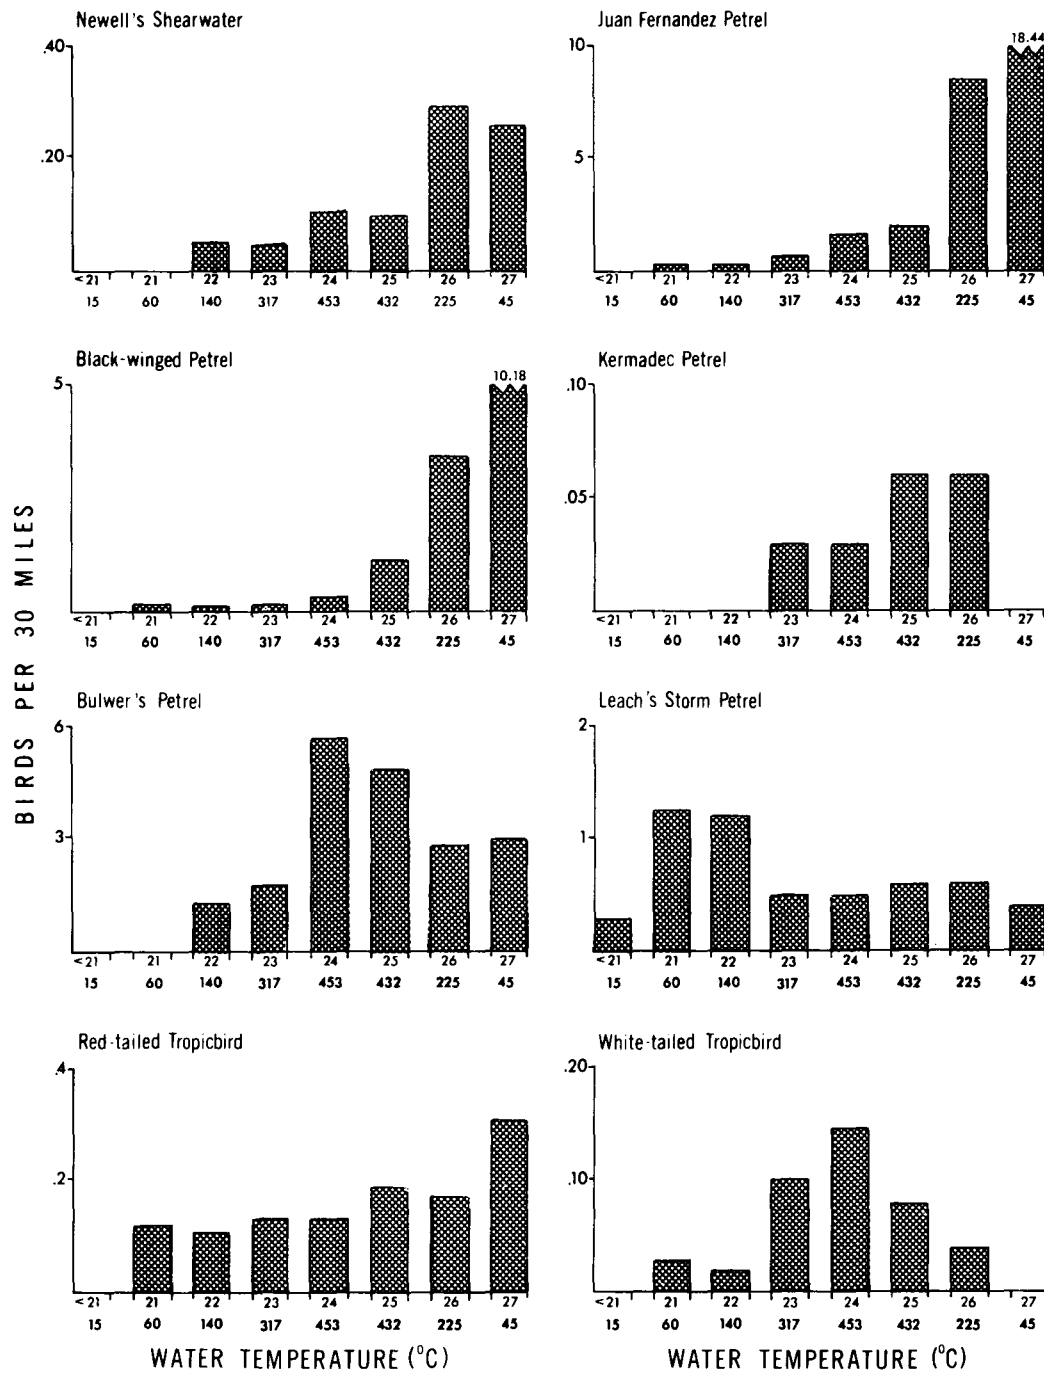 Newell's Shearwater
.40
.20
<21 21 22 23 24 25 26 27
15 60 140 317 453 432 225 45
Juan Fernandez Petrel
18.44
10
5
<21 21 22 23 24 25 26 27
15 60 140 317 453 432 225 45
Black-winged Petrel
10.18
5
<21 21 22 23 24 25 26 27
15 60 140 317 453 432 225 45
Kermadec Petrel
.10
.05
<21 21 22 23 24 25 26 27
15 60 140 317 453 432 225 45
BIRDS PER 30 MILES
Bulwer's Petrel
6
3
<21 21 22 23 24 25 26 27
15 60 140 317 453 432 225 45
Leach's Storm Petrel
2
1
<21 21 22 23 24 25 26 27
15 60 140 317 453 432 225 45
Red-tailed Tropicbird
.4
.2
<21 21 22 23 24 25 26 27
15 60 140 317 453 432 225 45
White-tailed Tropicbird
.20
.10
<21 21 22 23 24 25 26 27
15 60 140 317 453 432 225 45
WATER TEMPERATURE (°C)
WATER TEMPERATURE (°C)